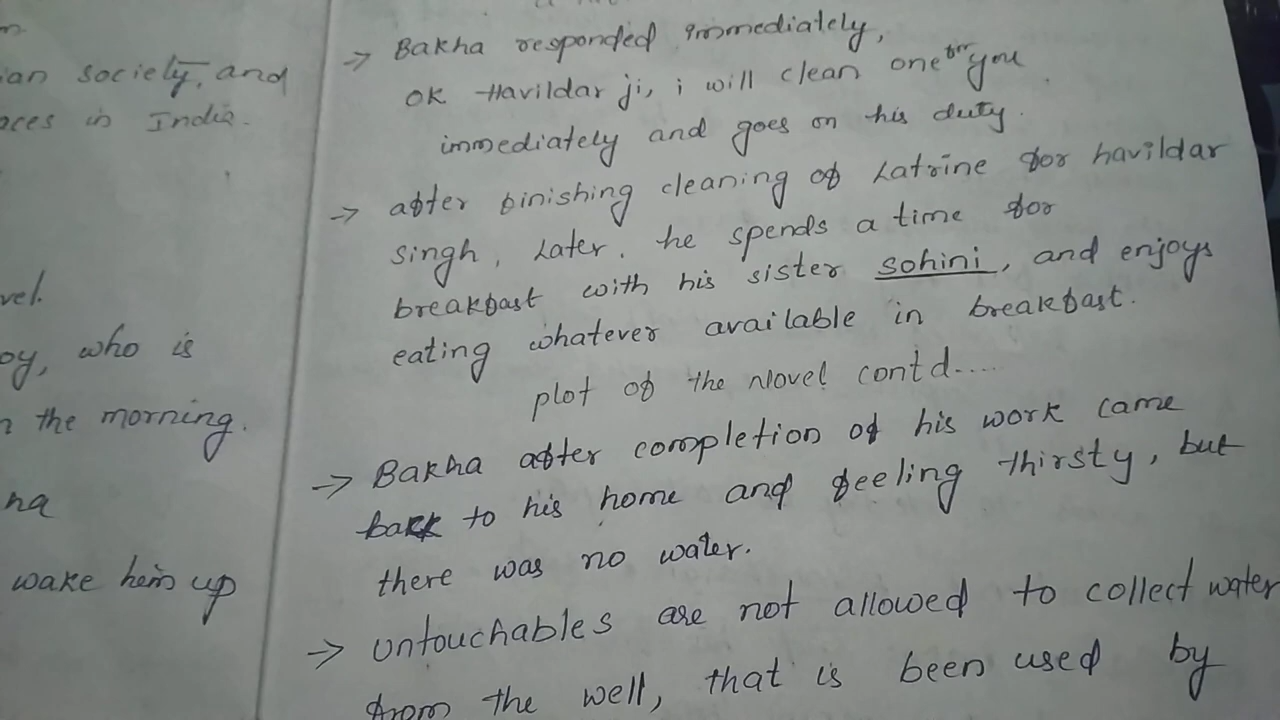 an society, and
in India.
vel.
oy, who is
the morning.
ha
wake him up
→ Bakha responded immediately,
OK Havildar ji, i will clean one for you
immediately and goes on his duty.
→ after finishing cleaning of Latrine for havildar
singh, Later. he spends a time for
breakfast with his sister sohini, and enjoys
eating whatever available in breakfast.
plot of the Novel contd....
→ Bakha after completion of his work came
back to his home and feeling thirsty, but
there was no water.
→ untouchables are not allowed to collect water
from the well, that is been used by